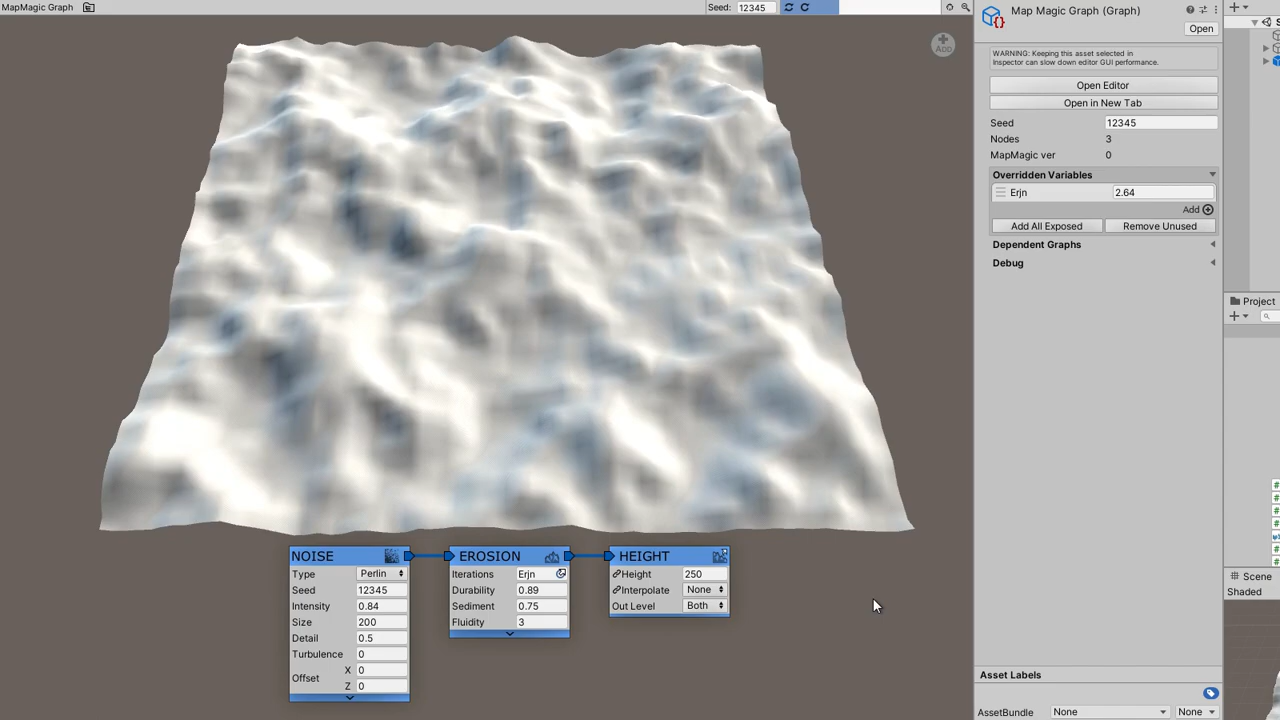 MapMagic Graph
Seed: 12345
Add
NOISE
Type Perlin
Seed 12345
Intensity 0.84
Size 200
Detail 0.5
Turbulence 0
Offset X 0
Z 0
EROSION
Iterations Erjn
Durability 0.89
Sediment 0.75
Fluidity 3
HEIGHT
Height 250
Interpolate None
Out Level Both
Map Magic Graph (Graph)
Open
WARNING: Keeping this asset selected in
Inspector can slow down editor GUI performance.
Open Editor
Open in New Tab
Seed 12345
Nodes 3
MapMagic ver 0
Overridden Variables
Erjn 2.64
Add
Add All Exposed Remove Unused
Dependent Graphs
Debug
Asset Labels
AssetBundle None None
Project
Scene
Shaded